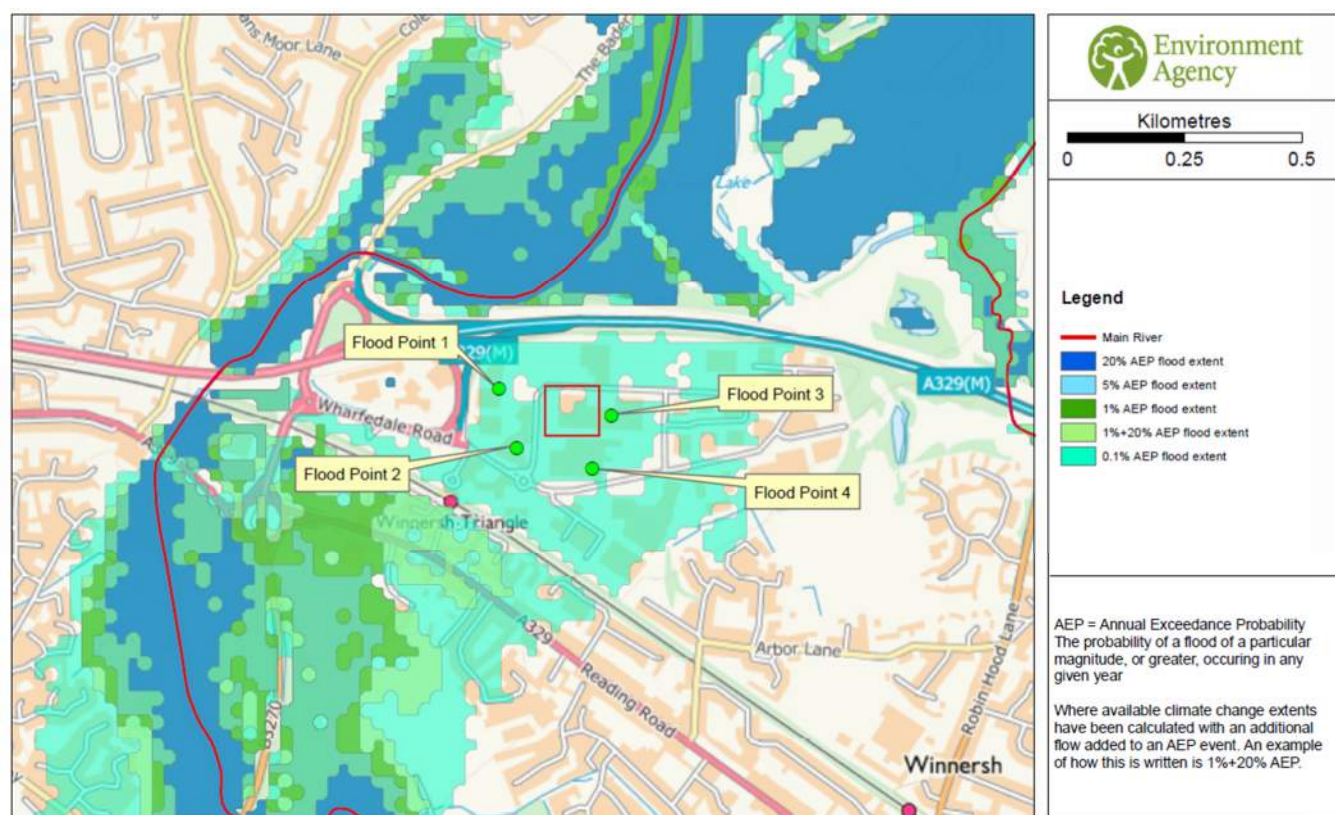 ans Moor Lane
Cole
The Bader
Lake
Flood Point 1
029(M)
A329(M)
Flood Point 3
Wharfedale Road
Flood Point 2
Flood Point 4
Winnersh Triangle
A329
Reading Road
Arbor Lane
Robin Hood Lane
B3270
Winnersh
Environment
Agency
Kilometres
0 0.25 0.5
Legend
Main River
20% AEP flood extent
5% AEP flood extent
1% AEP flood extent
1%+20% AEP flood extent
0.1% AEP flood extent
AEP = Annual Exceedance Probability
The probability of a flood of a particular
magnitude, or greater, occuring in any
given year
Where available climate change extents
have been calculated with an additional
flow added to an AEP event. An example
of how this is written is 1%+20% AEP.